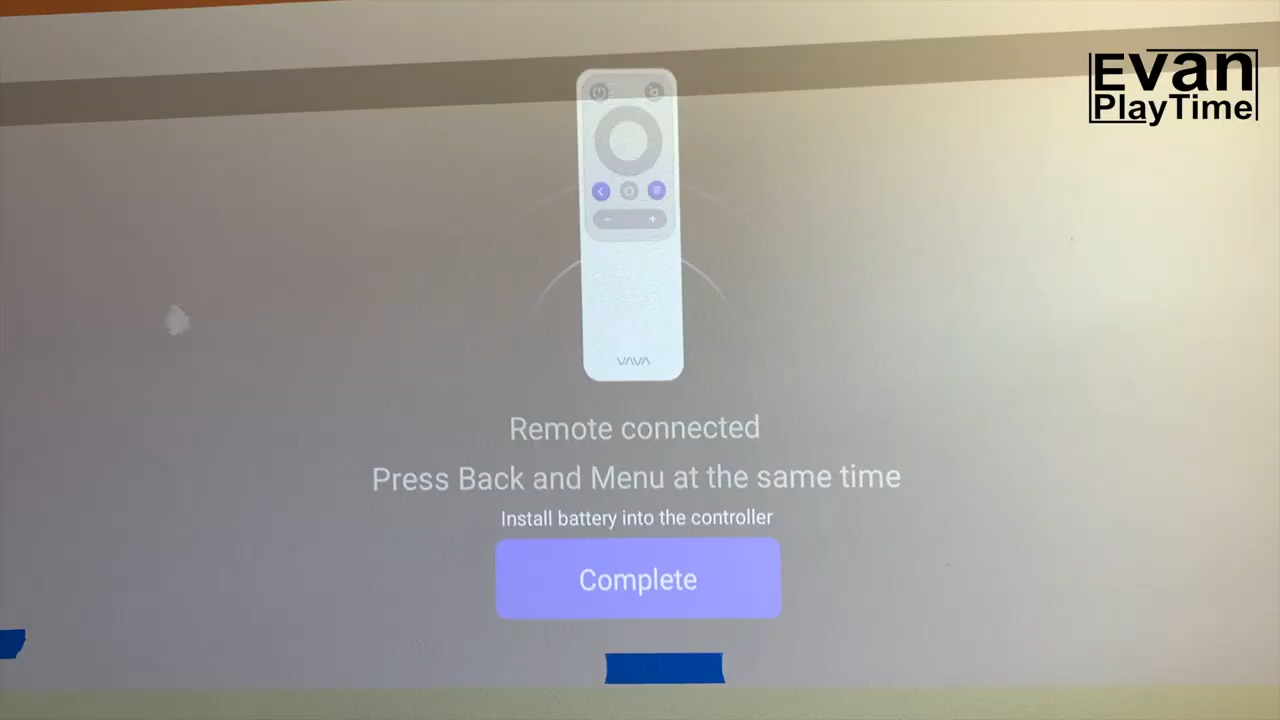 Evan
PlayTime
VAVA
Remote connected
Press Back and Menu at the same time
Install battery into the controller
Complete